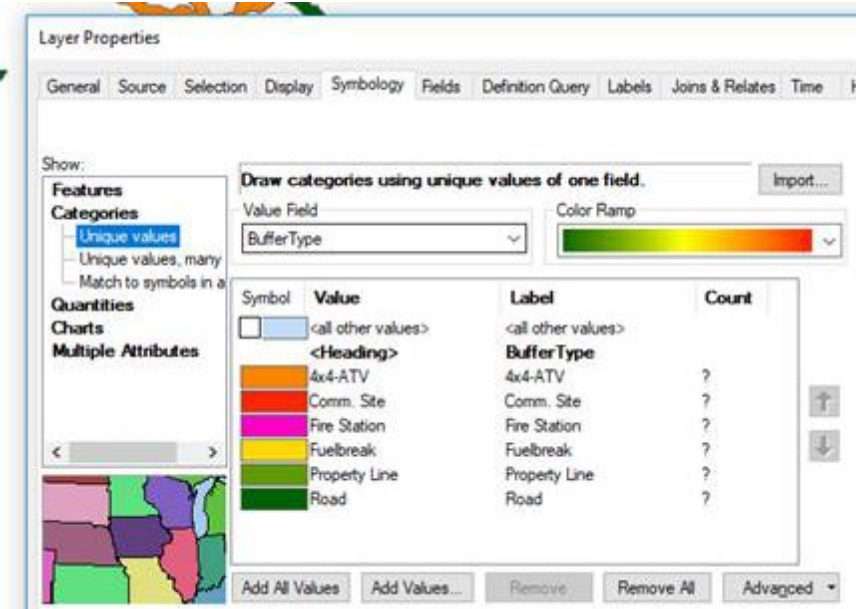 Layer Properties
General Source Selection Display Symbology Fields Definition Query Labels Joins & Relates Time
Show:
Features
Categories
Unique values
Unique values, many
Match to symbols in a
Quantities
Charts
Multiple Attributes
Draw categories using unique values of one field.
Import...
Value Field
BufferType
Color Ramp
Symbol Value Label Count
<all other values> <all other values>
<Heading> BufferType
4x4-ATV 4x4-ATV ?
Comm. Site Comm. Site ?
Fire Station Fire Station ?
Fuelbreak Fuelbreak ?
Property Line Property Line ?
Road Road ?
Add All Values Add Values... Remove Remove All Advanced